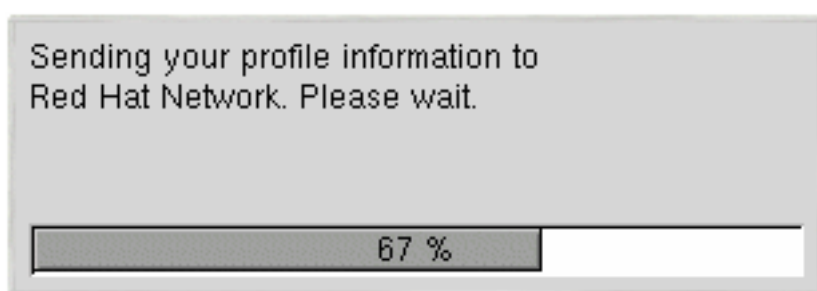 Sending your profile information to
Red Hat Network. Please wait.
67 %